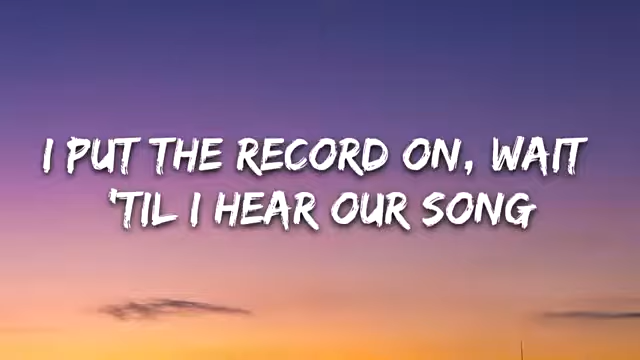 I PUT THE RECORD ON, WAIT
'TIL I HEAR OUR SONG